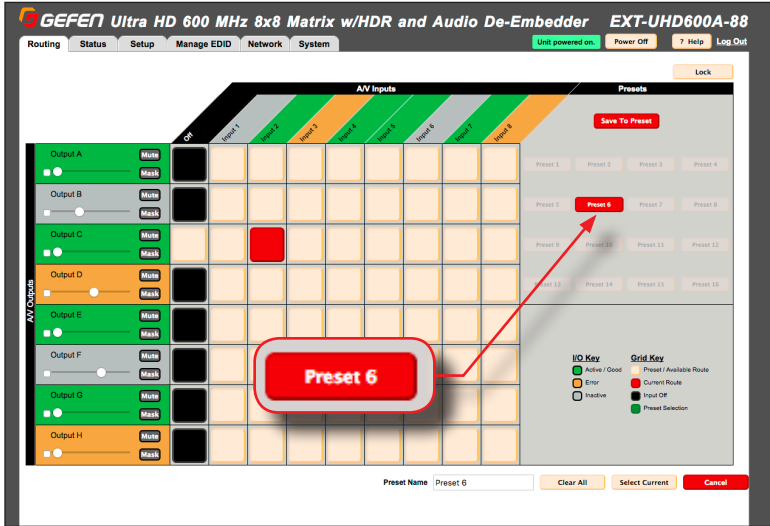 GEFEN Ultra HD 600 MHz 8x8 Matrix w/HDR and Audio De-Embedder EXT-UHD600A-88
Routing Status Setup Manage EDID Network System Unit powered on. Power Off ? Help Log Out
Lock
A/V Inputs Presets
Off Input 1 Input 2 Input 3 Input 4 Input 5 Input 6 Input 7 Input 8
Save To Preset
A/V Outputs
Output A Mute
Mask
Preset 1 Preset 2 Preset 3 Preset 4
Output B Mute
Mask
Preset 5 Preset 6 Preset 7 Preset 8
Output C Mute
Mask
Preset 9 Preset 10 Preset 11 Preset 12
Output D Mute
Mask
Preset 13 Preset 14 Preset 15 Preset 16
Output E Mute
Mask
Output F Mute
Mask
Preset 6
I/O Key Grid Key
Active / Good Preset / Available Route
Error Current Route
Inactive Input Off
Preset Selection
Output G Mute
Mask
Output H Mute
Mask
Preset Name Preset 6 Clear All Select Current Cancel